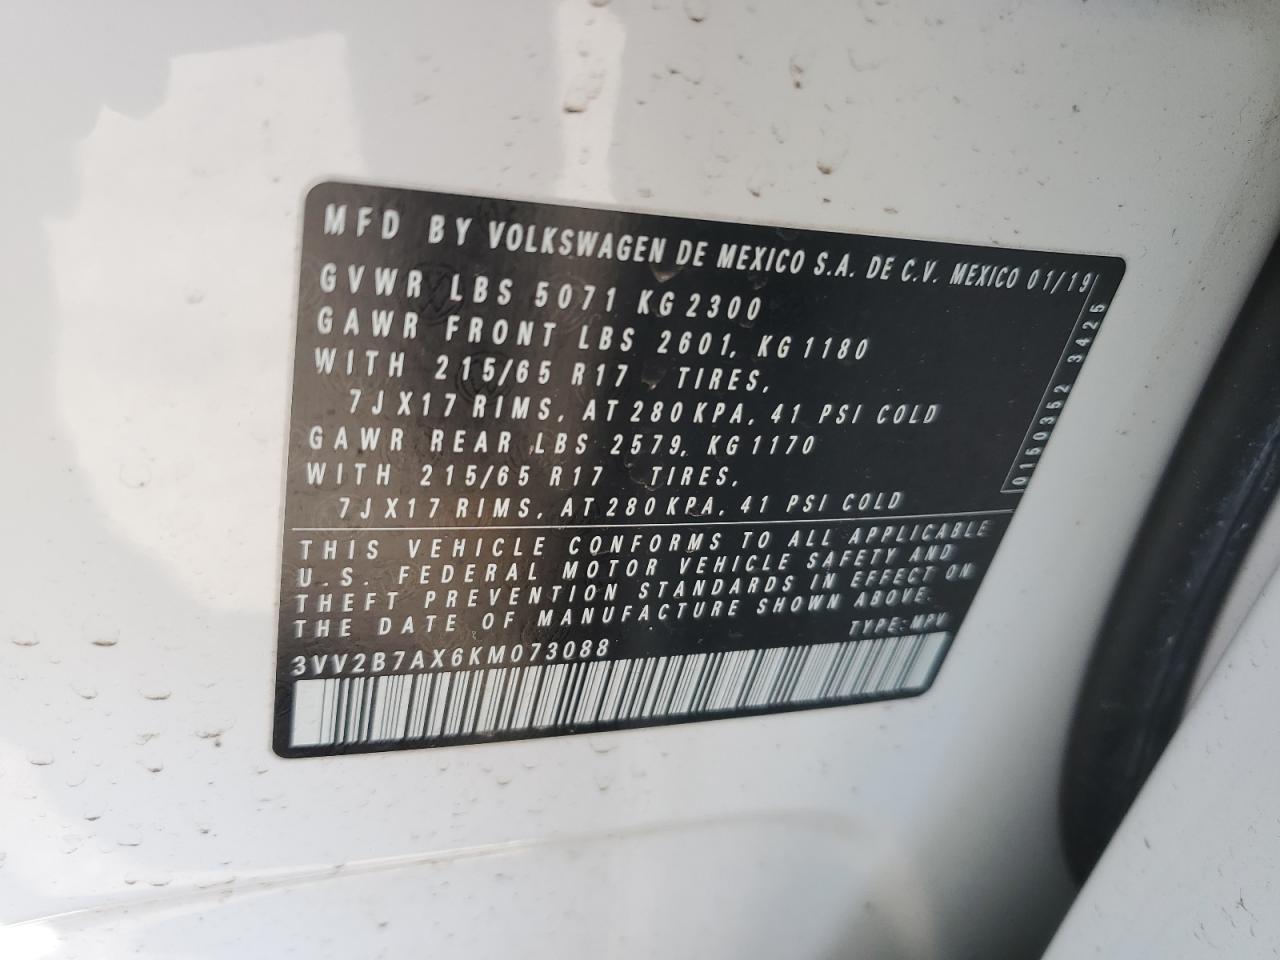 MFD BY VOLKSWAGEN DE MEXICO S.A. DE C.V. MEXICO 01/19
GVWR LBS 5071 KG 2300
GAWR FRONT LBS 2601, KG 1180
WITH 215/65 R17 TIRES,
7JX17 RIMS, AT 280 KPA, 41 PSI COLD
GAWR REAR LBS 2579, KG 1170
WITH 215/65 R17 TIRES,
7JX17 RIMS, AT 280 KPA, 41 PSI COLD
0150352 3425
THIS VEHICLE CONFORMS TO ALL APPLICABLE
U.S. FEDERAL MOTOR VEHICLE SAFETY AND
THEFT PREVENTION STANDARDS IN EFFECT ON
THE DATE OF MANUFACTURE SHOWN ABOVE.
TYPE: MPV
3VV2B7AX6KM073088